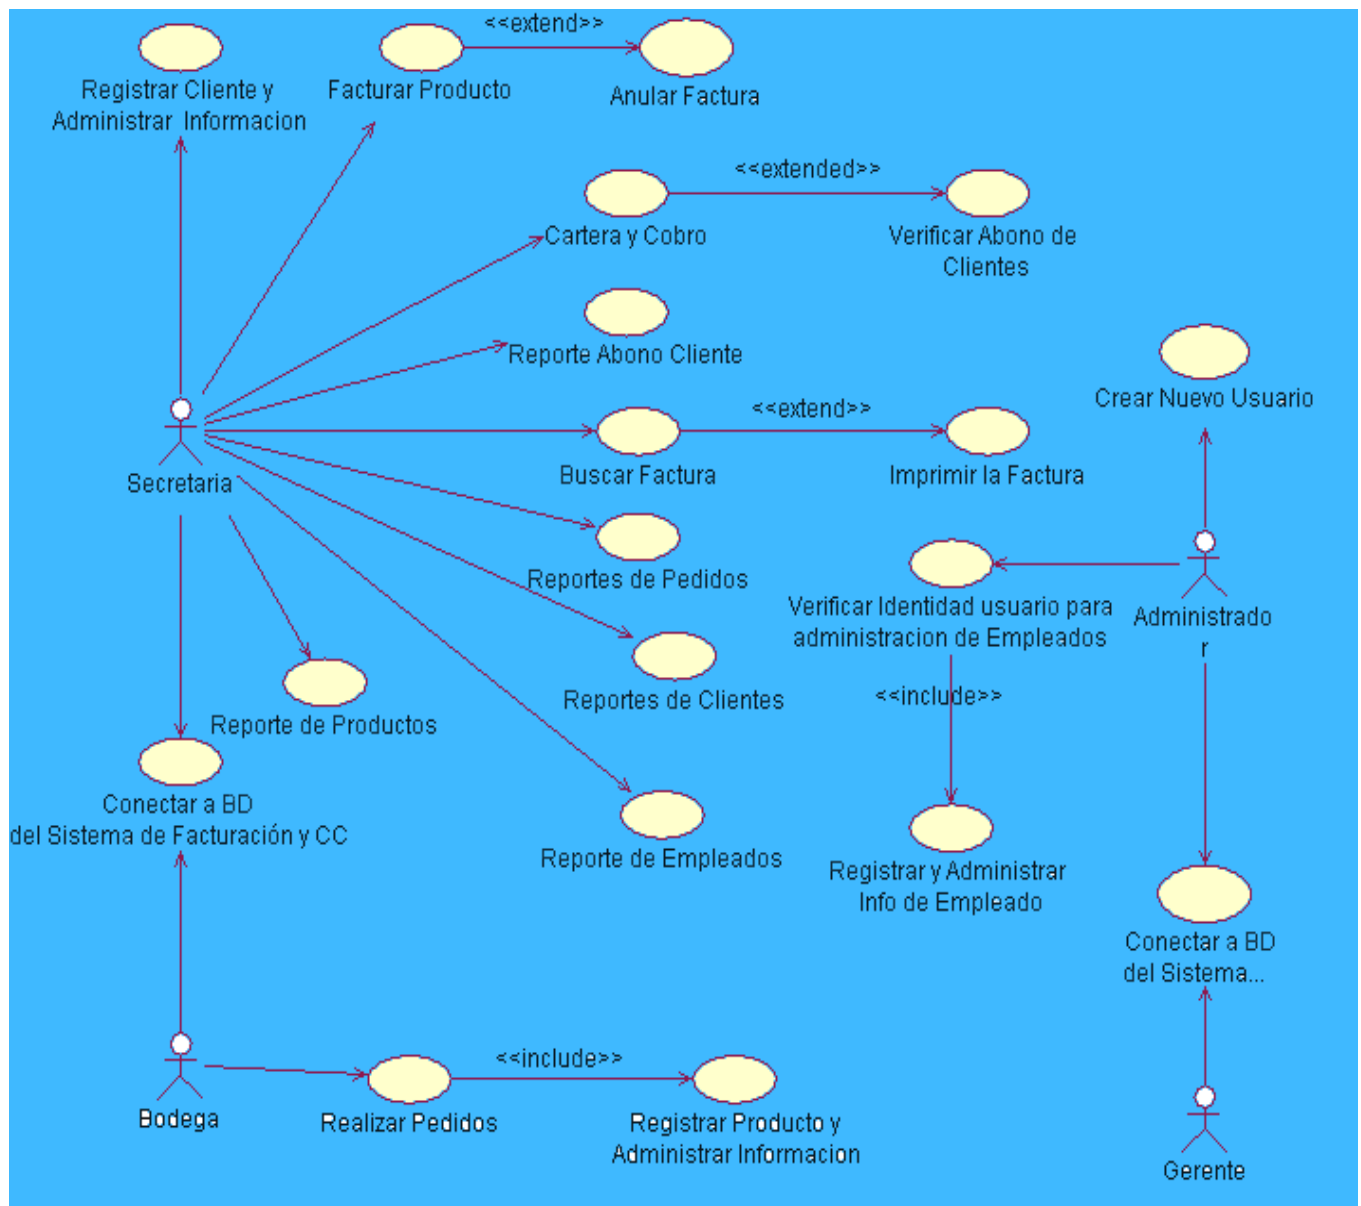 <<extend>>
Registrar Cliente y
Administrar Informacion
Facturar Producto
Anular Factura
<<extended>>
Cartera y Cobro
Verificar Abono de
Clientes
Reporte Abono Cliente
Crear Nuevo Usuario
<<extend>>
Secretaria
Buscar Factura
Imprimir la Factura
Reportes de Pedidos
Verificar Identidad usuario para
administracion de Empleados
Administrado
r
<<include>>
Reportes de Clientes
Reporte de Productos
Conectar a BD
del Sistema de Facturación y CC
Reporte de Empleados
Registrar y Administrar
Info de Empleado
Conectar a BD
del Sistema...
<<include>>
Bodega
Realizar Pedidos
Registrar Producto y
Administrar Informacion
Gerente